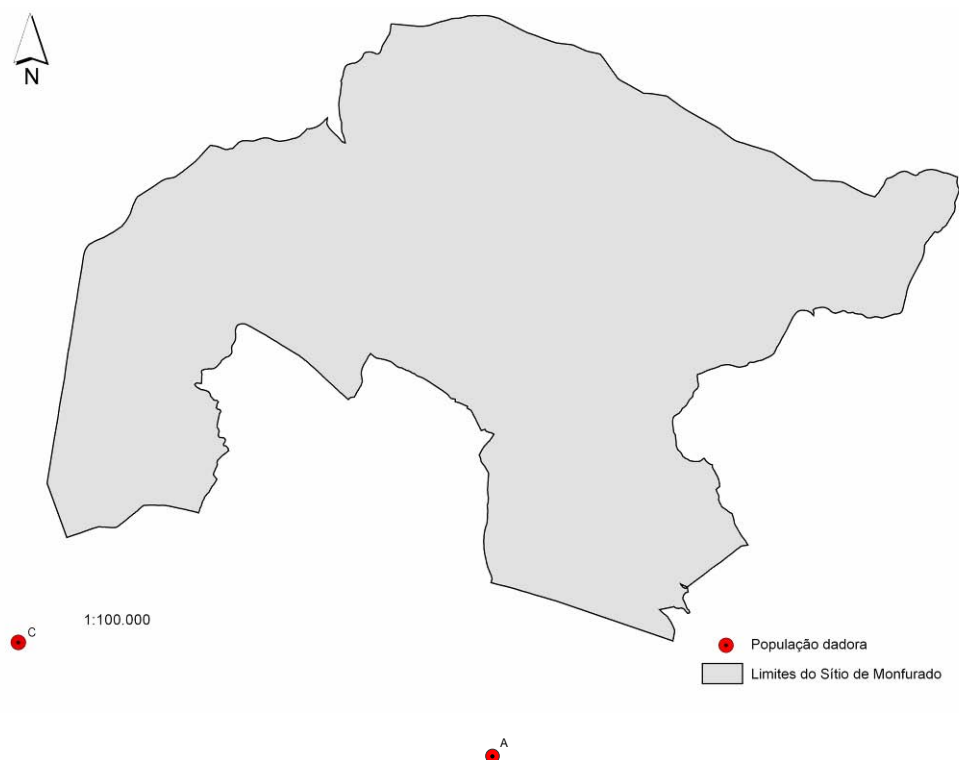 N
C
1:100.000
População dadora
Limites do Sítio de Monfurado
A